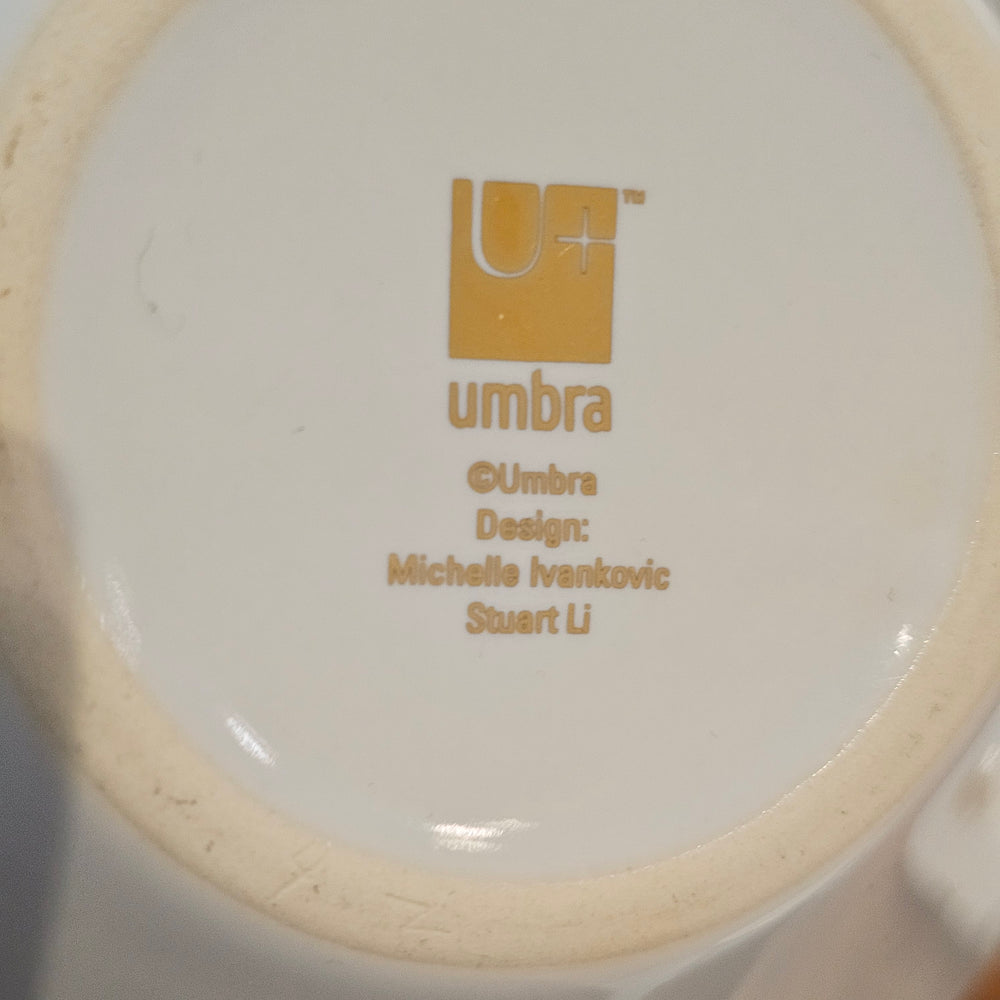 U+™
umbra
©Umbra
Design:
Michelle Ivankovic
Stuart Li